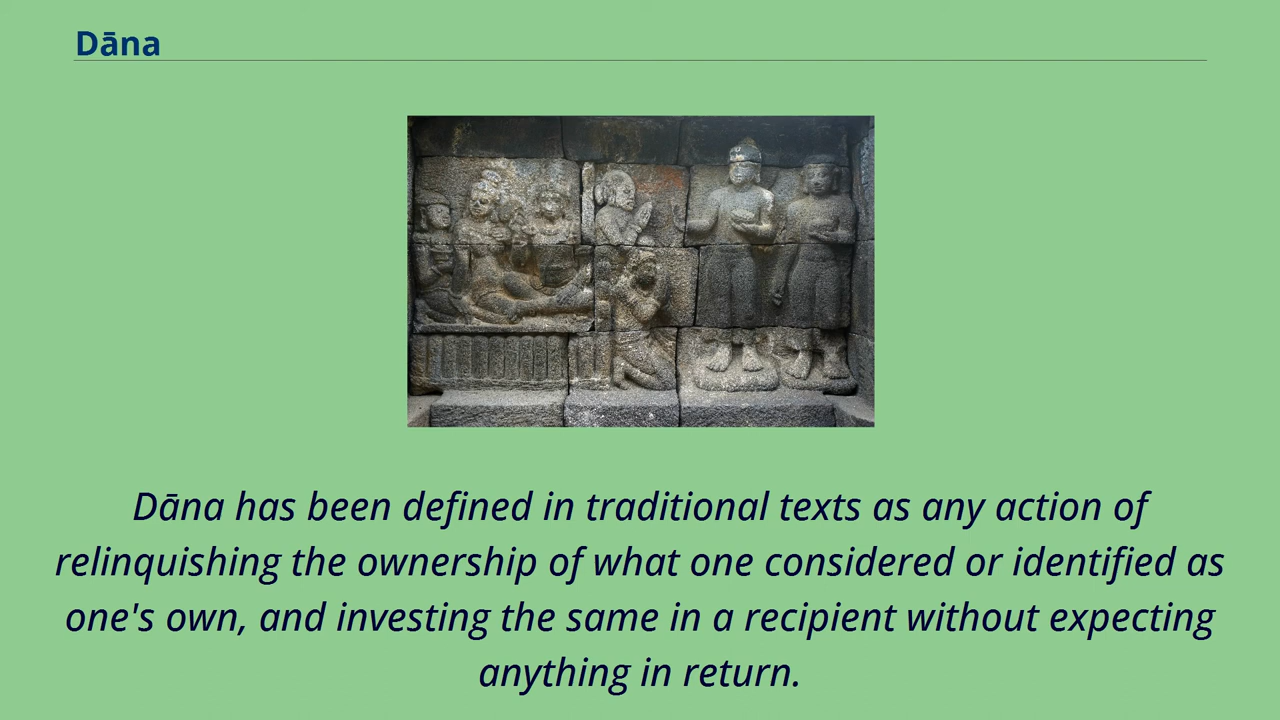 Dāna
Dāna has been defined in traditional texts as any action of
relinquishing the ownership of what one considered or identified as
one's own, and investing the same in a recipient without expecting
anything in return.